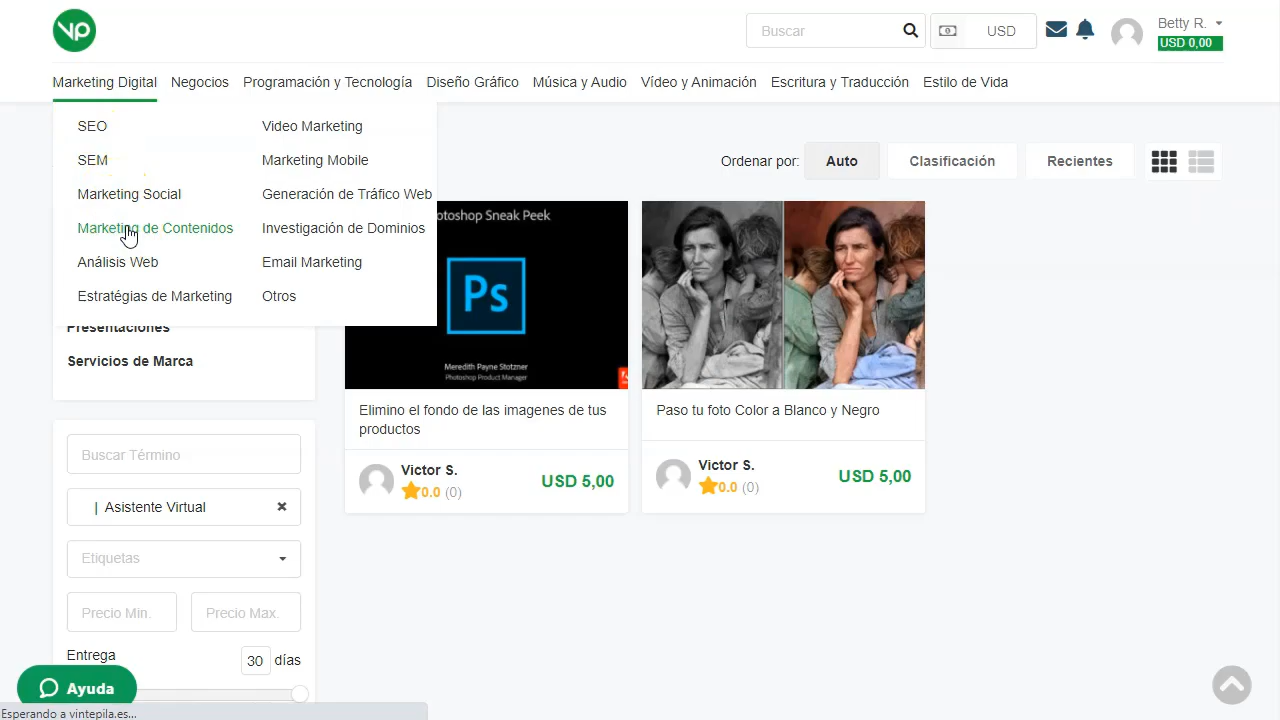 vp
Buscar
USD
Betty R.
USD 0,00
Marketing Digital Negocios Programación y Tecnología Diseño Gráfico Música y Audio Vídeo y Animación Escritura y Traducción Estilo de Vida
SEO Video Marketing
SEM Marketing Mobile
Marketing Social Generación de Tráfico Web
Marketing de Contenidos Investigación de Dominios
Análisis Web Email Marketing
Estratégias de Marketing Otros
Presentaciones
Servicios de Marca
Ordenar por: Auto Clasificación Recientes
otoshop Sneak Peek
Ps
Meredith Payne Stotzner
Photoshop Product Manager
Elimino el fondo de las imagenes de tus
productos
Victor S.
0.0 (0)
USD 5,00
Paso tu foto Color a Blanco y Negro
Victor S.
0.0 (0)
USD 5,00
Buscar Término
| Asistente Virtual ×
Etiquetas
Precio Min. Precio Max.
Entrega 30 días
Ayuda
Esperando a vintepila.es...